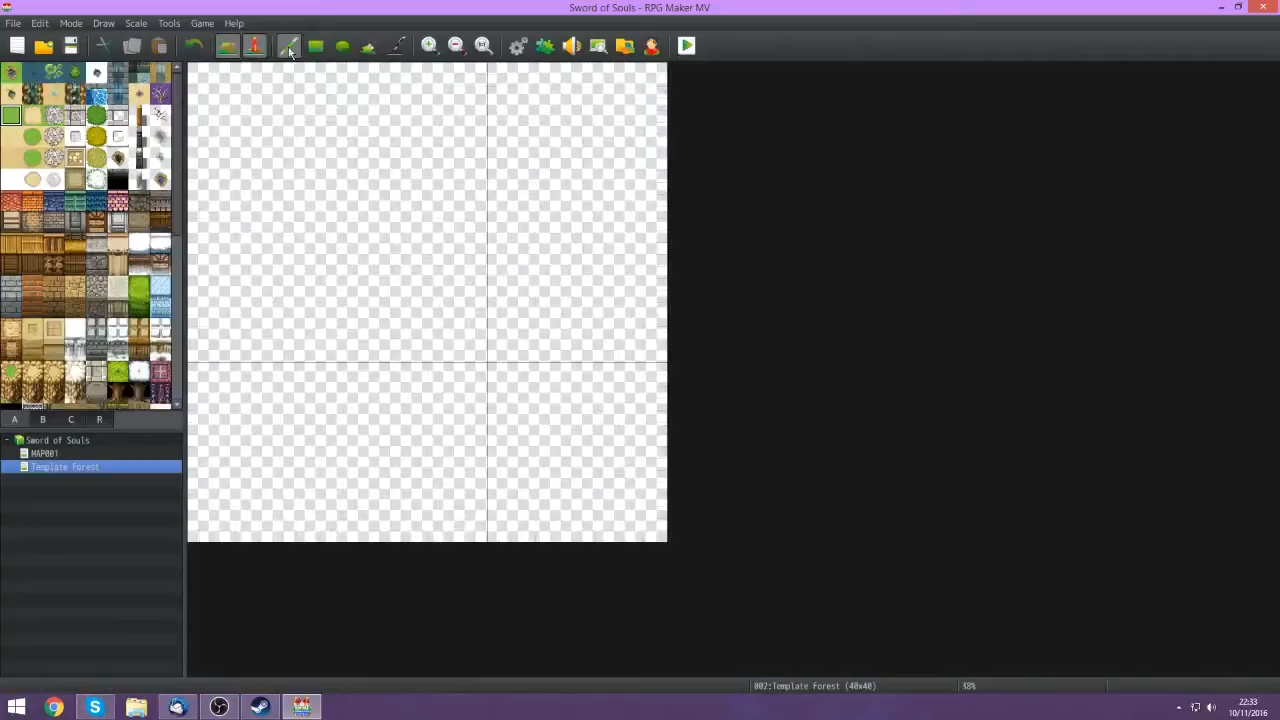 Sword of Souls - RPG Maker MV
File Edit Mode Draw Scale Tools Game Help
A B C R
Sword of Souls
MAP001
Template Forest
002:Template Forest (40x40) 38%
22:33
10/11/2016